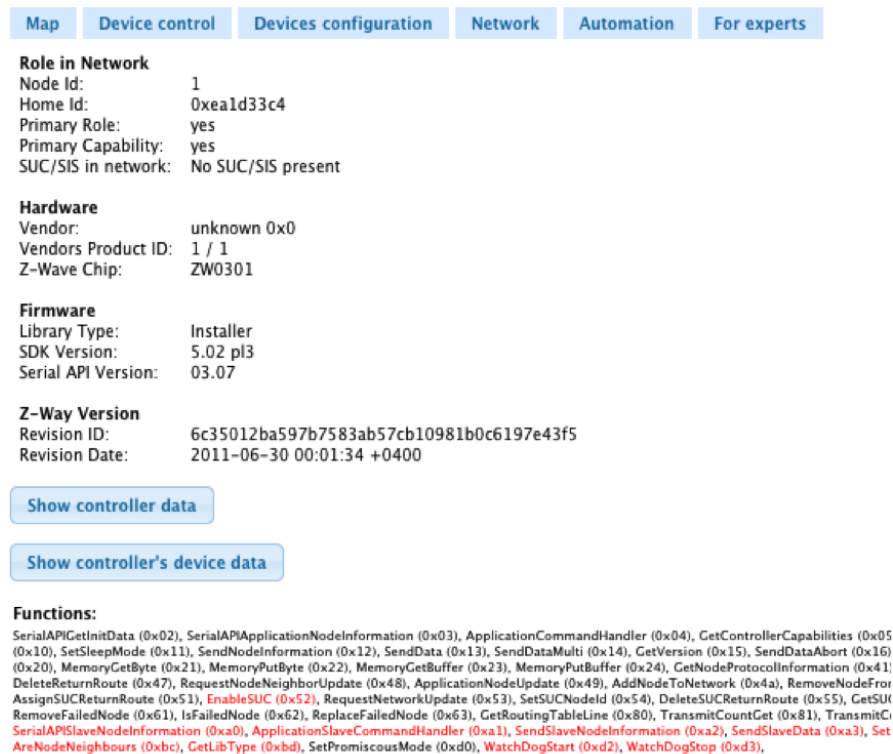 Map Device control Devices configuration Network Automation For experts
Role in Network
Node Id: 1
Home Id: 0xea1d33c4
Primary Role: yes
Primary Capability: yes
SUC/SIS in network: No SUC/SIS present
Hardware
Vendor: unknown 0x0
Vendors Product ID: 1 / 1
Z-Wave Chip: ZW0301
Firmware
Library Type: Installer
SDK Version: 5.02 pl3
Serial API Version: 03.07
Z-Way Version
Revision ID: 6c35012ba597b7583ab57cb10981b0c6197e43f5
Revision Date: 2011-06-30 00:01:34 +0400
Show controller data
Show controller's device data
Functions:
SerialAPIGetInitData (0x02), SerialAPIApplicationNodeInformation (0x03), ApplicationCommandHandler (0x04), GetControllerCapabilities (0x05
(0x10), SetSleepMode (0x11), SendNodeInformation (0x12), SendData (0x13), SendDataMulti (0x14), GetVersion (0x15), SendDataAbort (0x16)
(0x20), MemoryGetByte (0x21), MemoryPutByte (0x22), MemoryGetBuffer (0x23), MemoryPutBuffer (0x24), GetNodeProtocolInformation (0x41)
DeleteReturnRoute (0x47), RequestNodeNeighborUpdate (0x48), ApplicationNodeUpdate (0x49), AddNodeToNetwork (0x4a), RemoveNodeFror
AssignSUCReturnRoute (0x51), EnableSUC (0x52), RequestNetworkUpdate (0x53), SetSUCNodeId (0x54), DeleteSUCReturnRoute (0x55), GetSUC
RemoveFailedNode (0x61), IsFailedNode (0x62), ReplaceFailedNode (0x63), GetRoutingTableLine (0x80), TransmitCountGet (0x81), TransmitC
SerialAPISlaveNodeInformation (0xa0), ApplicationSlaveCommandHandler (0xa1), SendSlaveNodeInformation (0xa2), SendSlaveData (0xa3), Set
AreNodeNeighbours (0xbc), GetLibType (0xbd), SetPromiscousMode (0xd0), WatchDogStart (0xd2), WatchDogStop (0xd3),